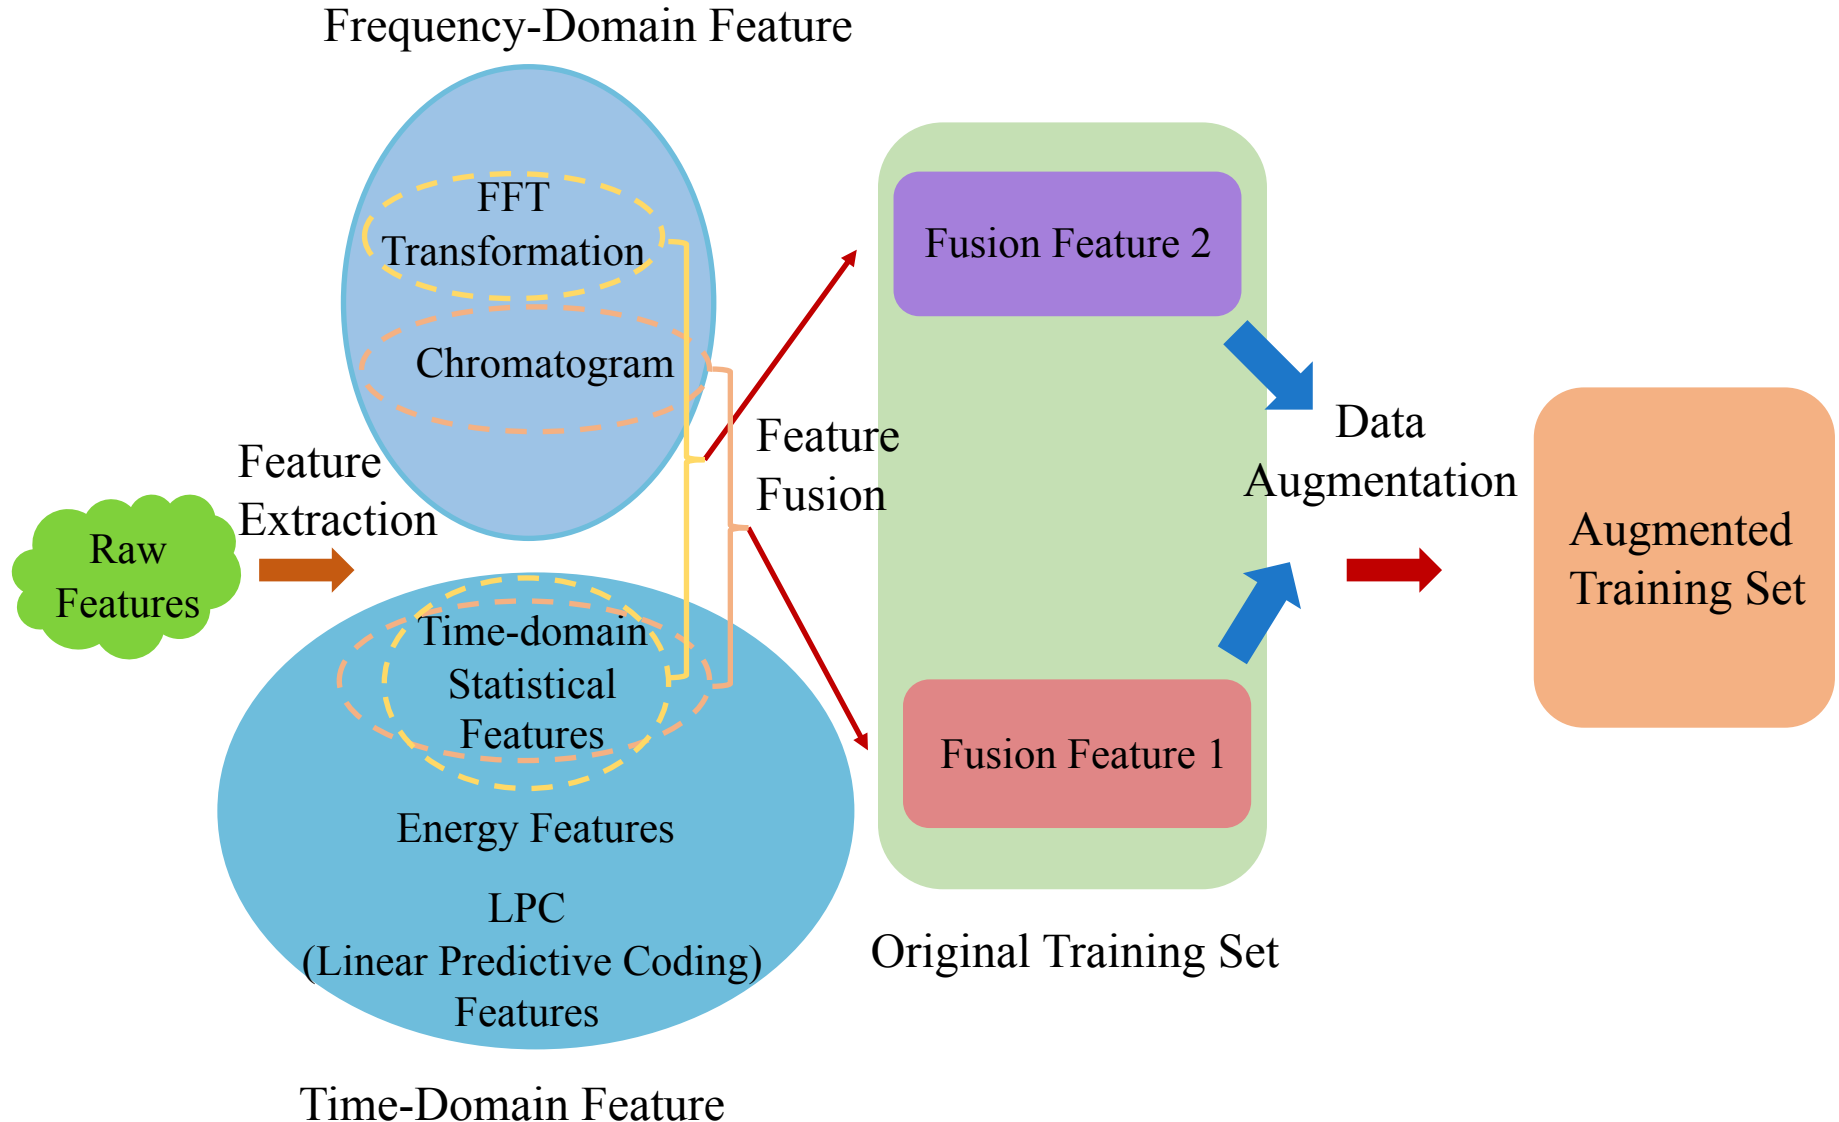 Frequency-Domain Feature
FFT
Transformation
Chromatogram
Feature
Extraction
Raw
Features
Time-domain
Statistical
Features
Energy Features
LPC
(Linear Predictive Coding)
Features
Time-Domain Feature
Feature
Fusion
Fusion Feature 2
Fusion Feature 1
Original Training Set
Data
Augmentation
Augmented
Training Set